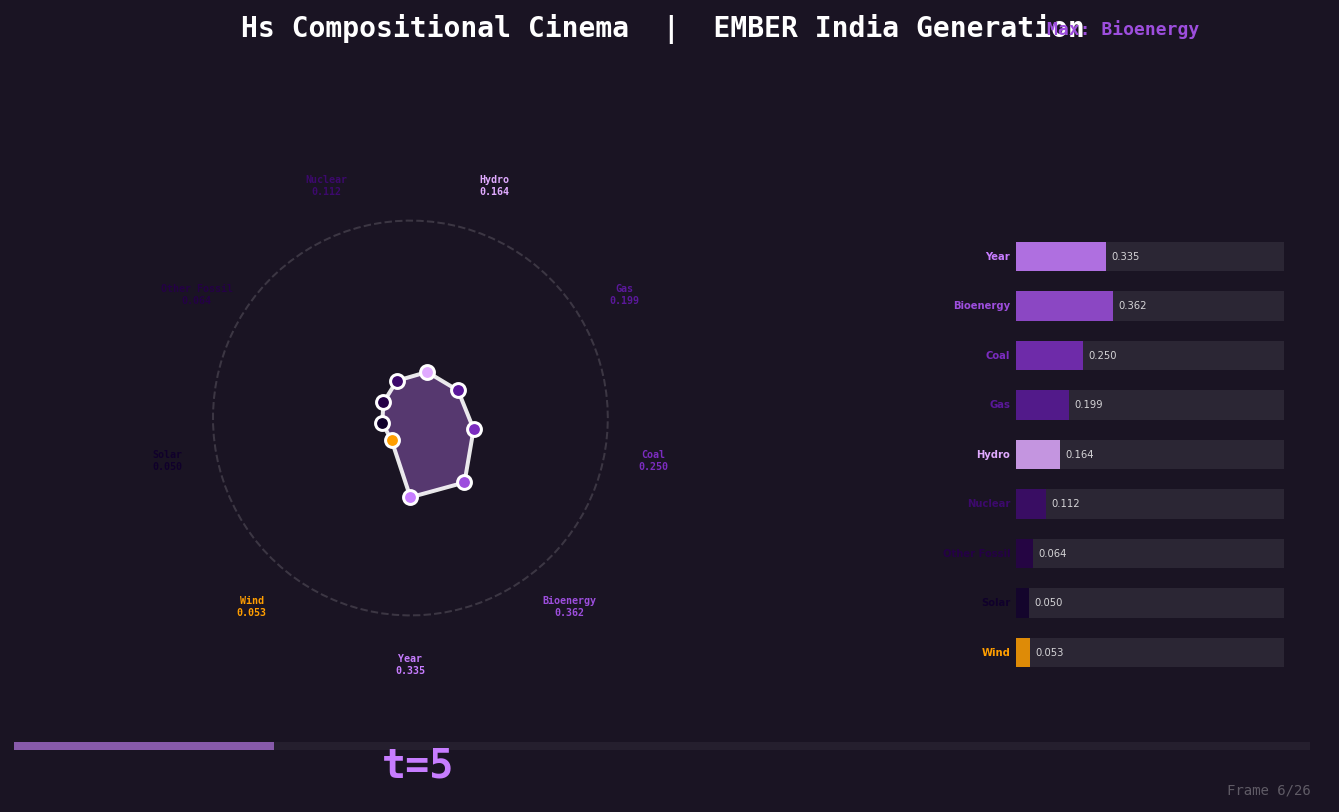 Hs Compositional Cinema | EMBER India Generation
Max: Bioenergy
Nuclear
0.112
Hydro
0.164
Other Fossil
0.064
Gas
0.199
Solar
0.050
Coal
0.250
Wind
0.053
Bioenergy
0.362
Year
0.335
Year 0.335
Bioenergy 0.362
Coal 0.250
Gas 0.199
Hydro 0.164
Nuclear 0.112
Other Fossil 0.064
Solar 0.050
Wind 0.053
t=5
Frame 6/26